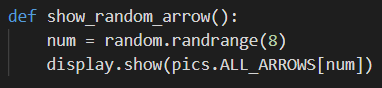 def show_random_arrow():
    num = random.randrange(8)
    display.show(pics.ALL_ARROWS[num])